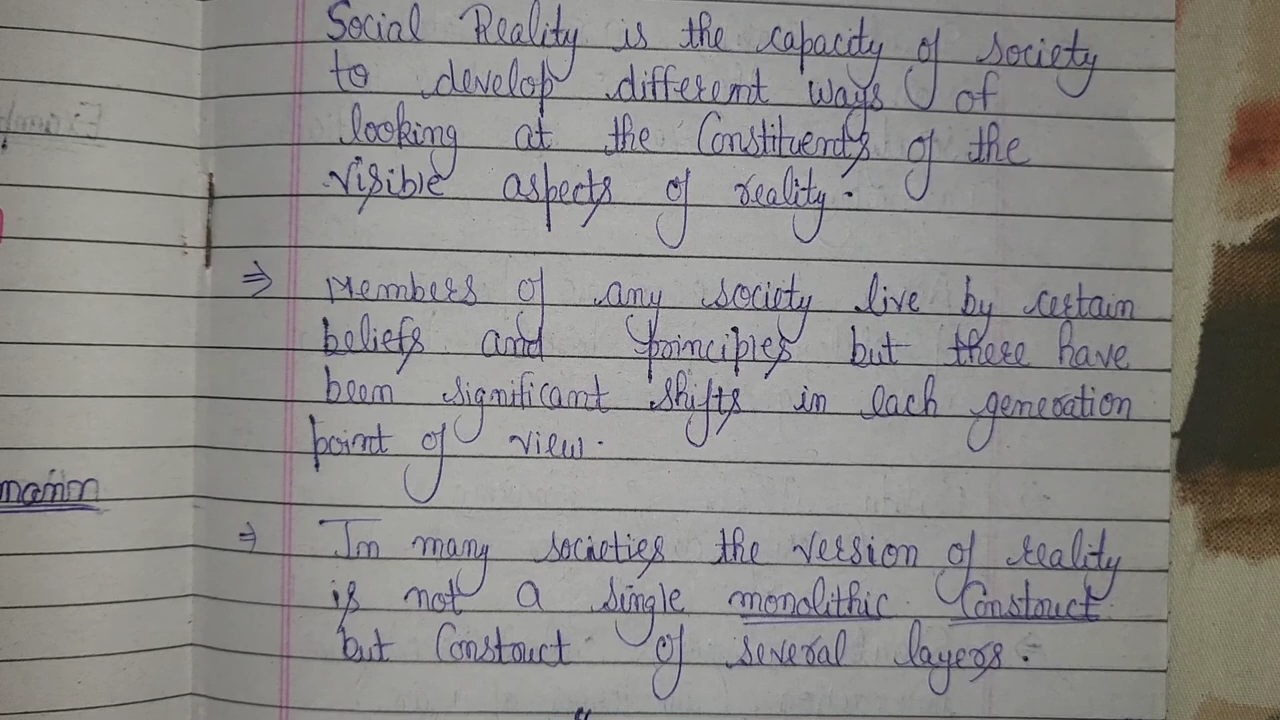 Social Reality is the capacity of society
to develop different ways of
looking at the Constituents of the
visible aspects of reality.
⇒ Members of any society live by certain
beliefs and principles but there have
been significant shifts in each generation
point of view.
⇒ In many societies the version of reality
is not a single monolithic Construct
but Construct of several layers.